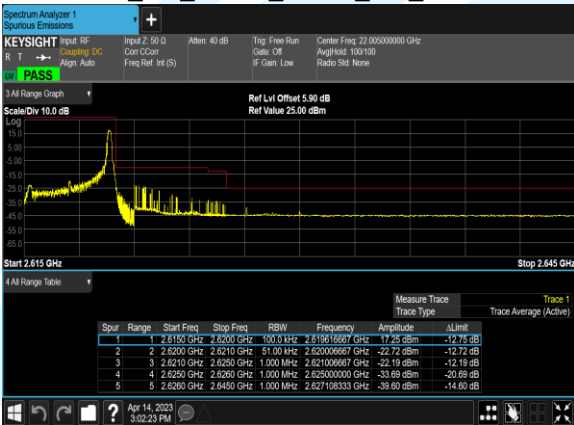 Spectrum Analyzer 1
Spurious Emissions
+
KEYSIGHT Input: RF Input Z: 50 Ω Atten: 40 dB Trig: Free Run Center Freq: 22.005000000 GHz
R T Coupling: DC Corr CCorr Gate: Off Avg|Hold: 100/100
Align: Auto Freq Ref: Int (S) IF Gain: Low Radio Std: None
PASS
3 All Range Graph
Ref Lvl Offset 5.90 dB
Scale/Div 10.0 dB Ref Value 25.00 dBm
Log
15.0
5.00
-5.00
-15.0
-25.0
-35.0
-45.0
-55.0
-65.0
Start 2.615 GHz Stop 2.645 GHz
4 All Range Table
Measure Trace Trace 1
Trace Type Trace Average (Active)
Spur Range Start Freq Stop Freq RBW Frequency Amplitude ΔLimit
1 1 2.6150 GHz 2.6200 GHz 100.0 kHz 2.619616667 GHz 17.25 dBm -12.75 dB
2 2 2.6200 GHz 2.6210 GHz 51.00 kHz 2.620006667 GHz -22.72 dBm -12.72 dB
3 3 2.6210 GHz 2.6250 GHz 1.000 MHz 2.621006667 GHz -22.19 dBm -12.19 dB
4 4 2.6250 GHz 2.6260 GHz 1.000 MHz 2.625000000 GHz -33.69 dBm -20.69 dB
5 5 2.6260 GHz 2.6450 GHz 1.000 MHz 2.627108333 GHz -39.60 dBm -14.60 dB
? Apr 14, 2023
3:02:23 PM